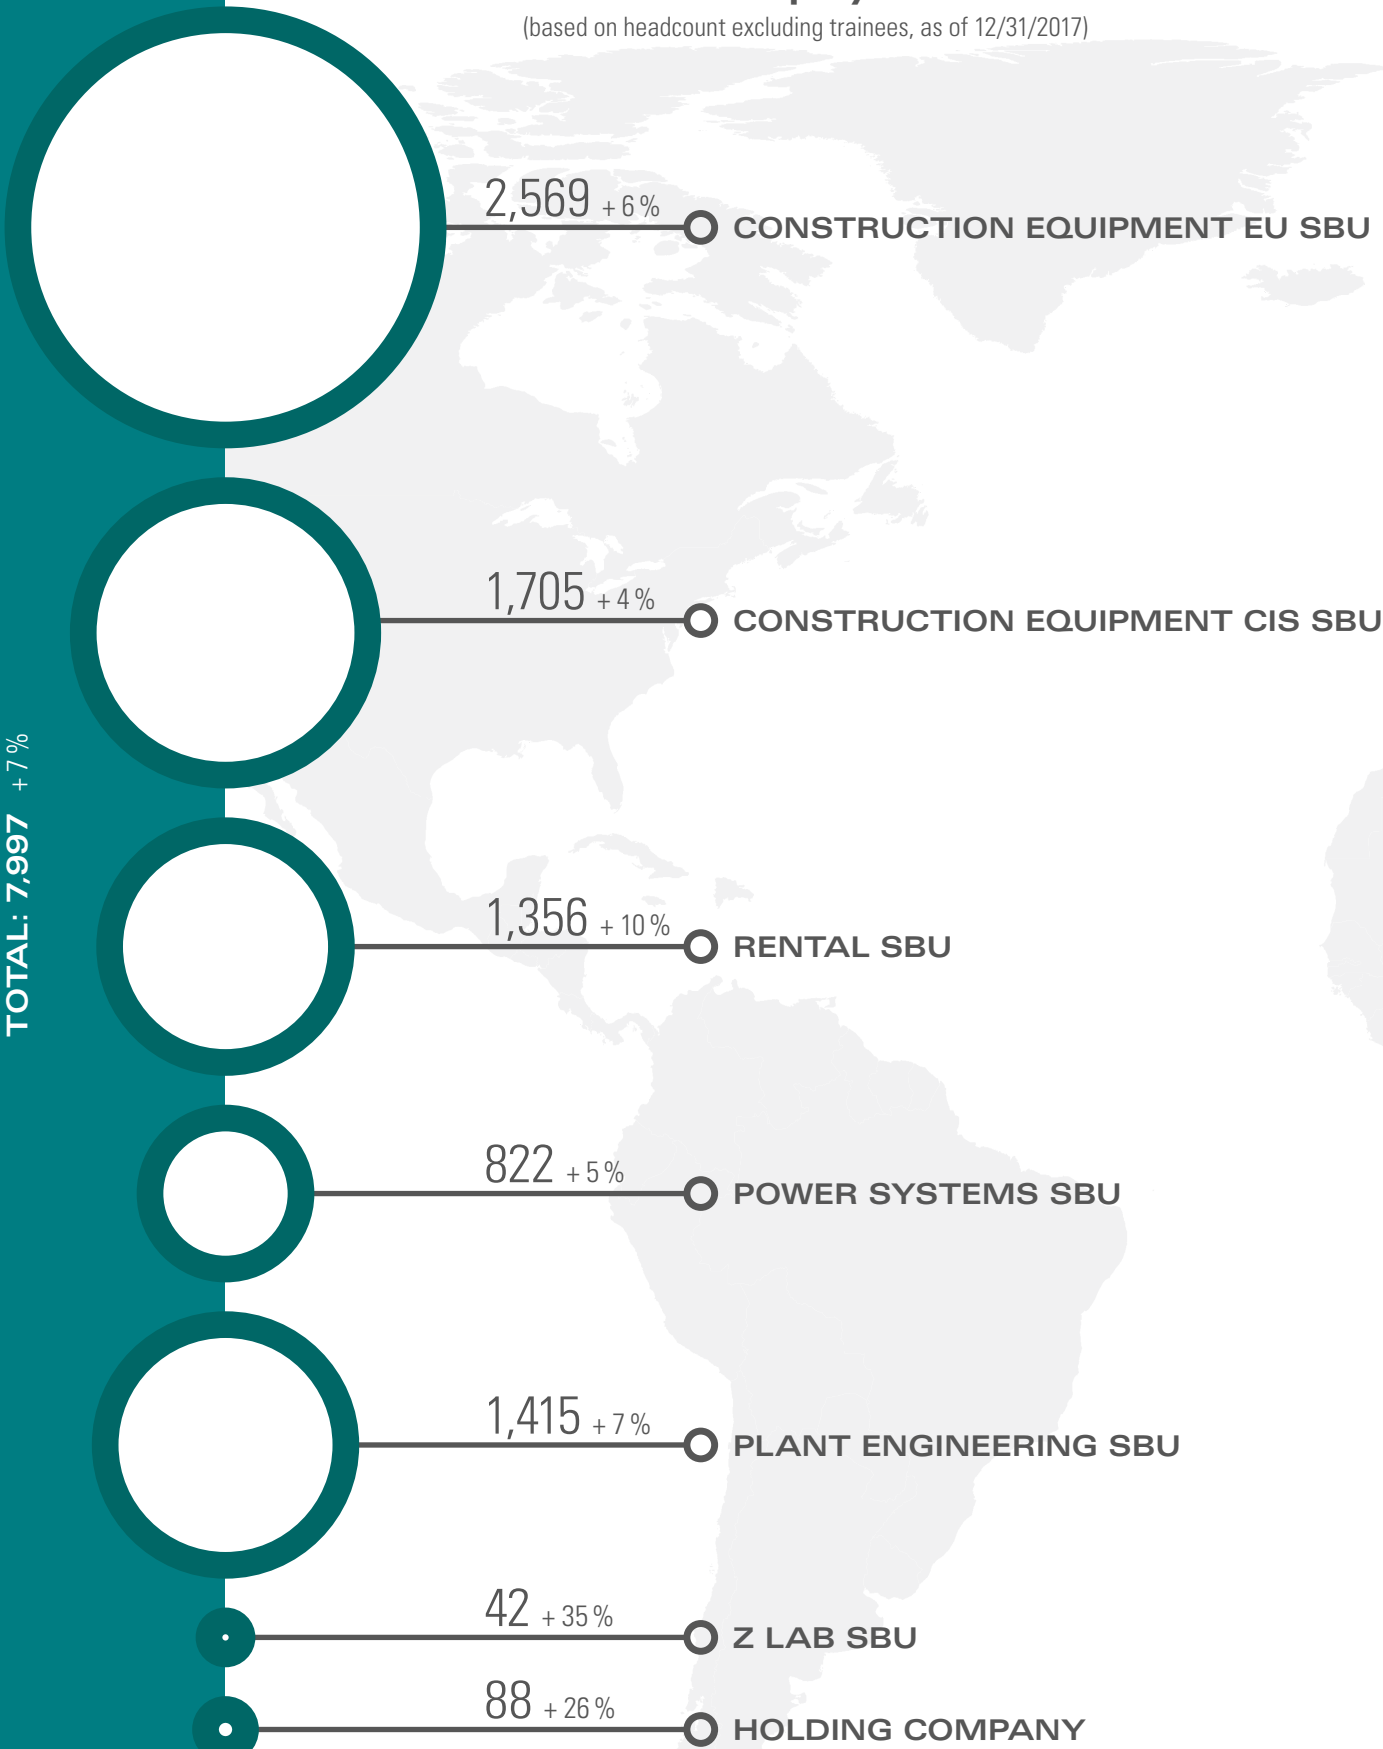 (based on headcount excluding trainees, as of 12/31/2017)
2,569 + 6 %
CONSTRUCTION EQUIPMENT EU SBU
1,705 + 4 %
CONSTRUCTION EQUIPMENT CIS SBU
TOTAL: 7,997 + 7 %
1,356 + 10 %
RENTAL SBU
822 + 5 %
POWER SYSTEMS SBU
1,415 + 7 %
PLANT ENGINEERING SBU
42 + 35 %
Z LAB SBU
88 + 26 %
HOLDING COMPANY